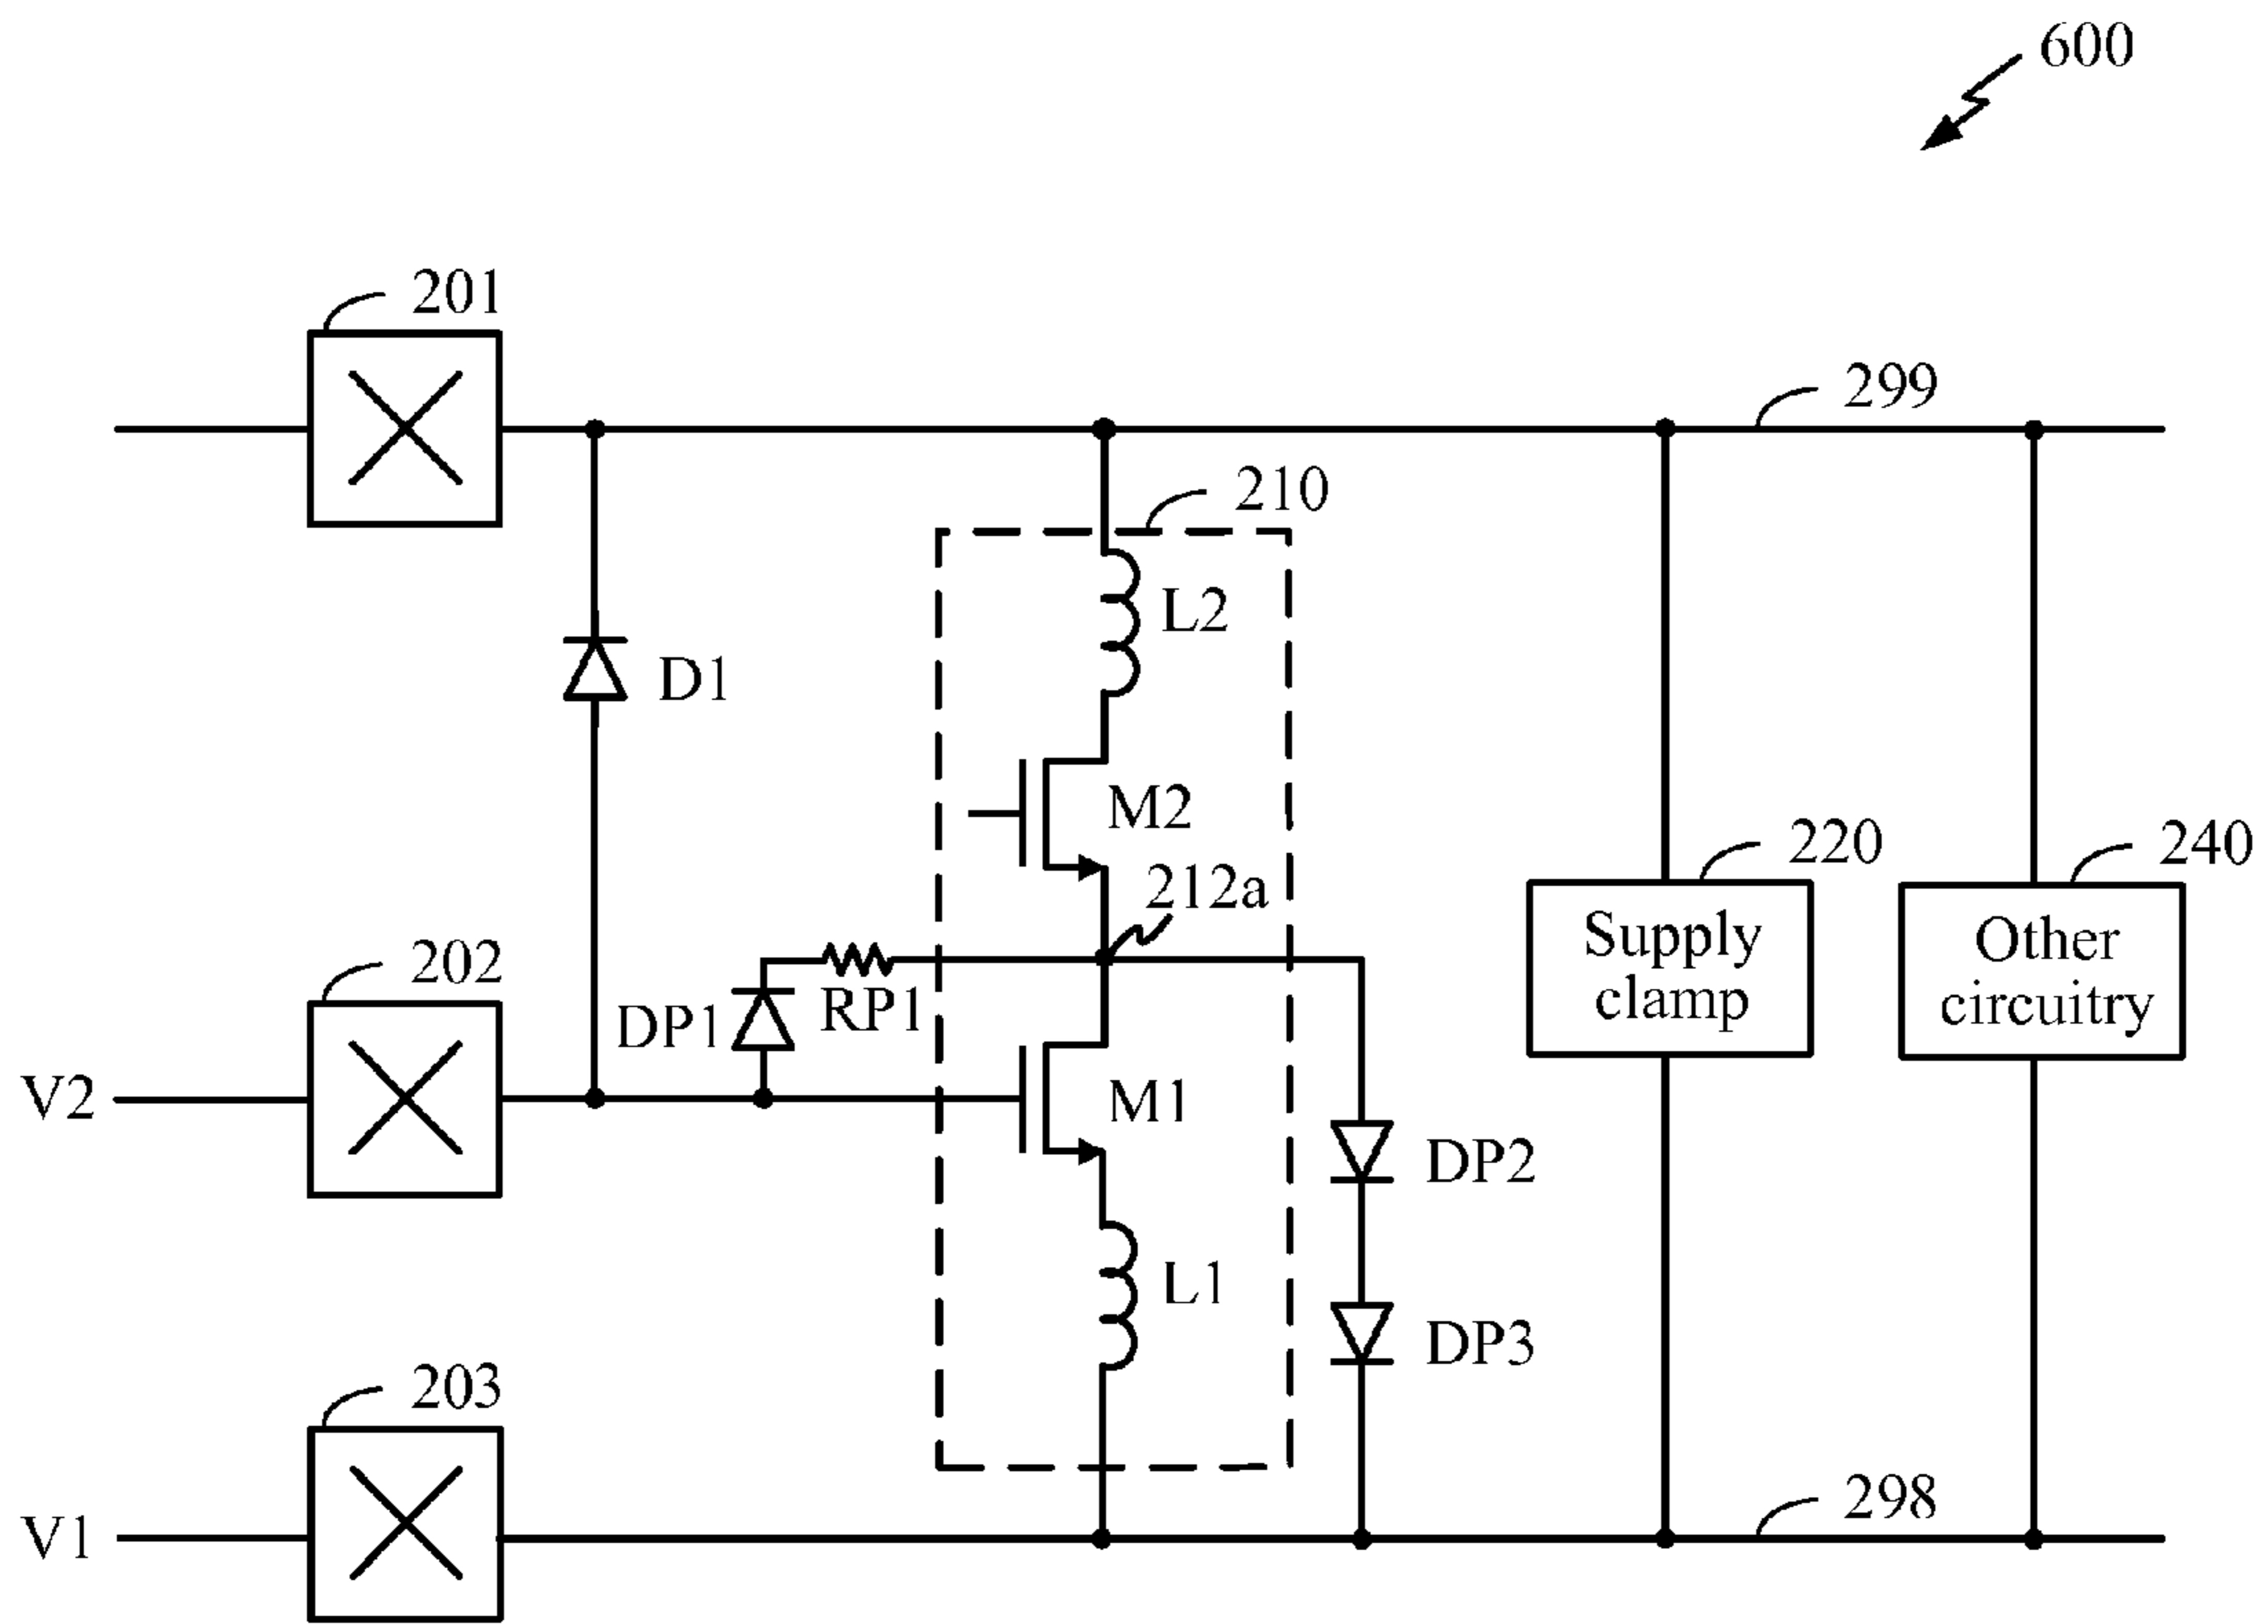 600
201
299
210
L2
D1
M2
220
240
212a
202
Supply
clamp
Other
circuitry
DP1
RP1
V2
M1
DP2
L1
DP3
203
298
V1